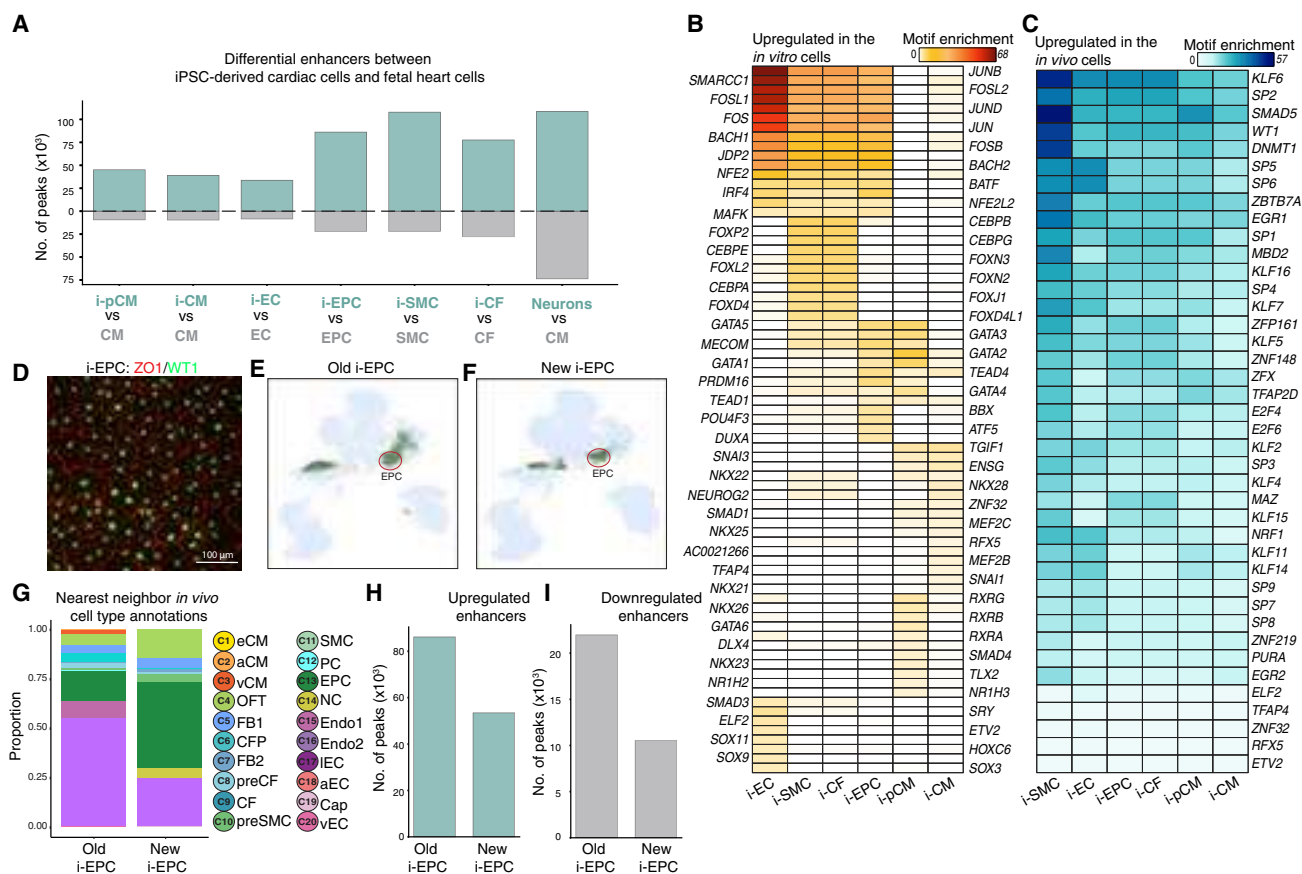 A
Differential enhancers between
iPSC-derived cardiac cells and fetal heart cells
No. of peaks (x10³)
100
75
50
25
0
25
50
75
i-pCM
vs
CM
i-CM
vs
CM
i-EC
vs
EC
i-EPC
vs
EPC
i-SMC
vs
SMC
i-CF
vs
CF
Neurons
vs
CM
B
Upregulated in the
in vitro cells
Motif enrichment
0
68
SMARCC1
FOSL1
FOS
BACH1
JDP2
NFE2
IRF4
MAFK
FOXP2
CEBPE
FOXL2
CEBPA
FOXD4
GATA5
MECOM
GATA1
PRDM16
TEAD1
POU4F3
DUXA
SNAI3
NKX22
NEUROG2
SMAD1
NKX25
AC0021266
TFAP4
NKX21
NKX26
GATA6
DLX4
NKX23
NR1H2
SMAD3
ELF2
SOX11
SOX9
JUNB
FOSL2
JUND
JUN
FOSB
BACH2
BATF
NFE2L2
CEBPB
CEBPG
FOXN3
FOXN2
FOXJ1
FOXD4L1
GATA3
GATA2
TEAD4
GATA4
BBX
ATF5
TGIF1
ENSG
NKX28
ZNF32
MEF2C
RFX5
MEF2B
SNAI1
RXRG
RXRB
RXRA
SMAD4
TLX2
NR1H3
SRY
ETV2
HOXC6
SOX3
i-EC
i-SMC
i-CF
i-EPC
i-pCM
i-CM
C
Upregulated in the
in vivo cells
Motif enrichment
0
57
KLF6
SP2
SMAD5
WT1
DNMT1
SP5
SP6
ZBTB7A
EGR1
SP1
MBD2
KLF16
SP4
KLF7
ZFP161
KLF5
ZNF148
ZFX
TFAP2D
E2F4
E2F6
KLF2
SP3
KLF4
MAZ
KLF15
NRF1
KLF11
KLF14
SP9
SP7
SP8
ZNF219
PURA
EGR2
ELF2
TFAP4
ZNF32
RFX5
ETV2
i-SMC
i-EC
i-EPC
i-CF
i-pCM
i-CM
D
i-EPC: ZO1/WT1
100 µm
E
Old i-EPC
EPC
F
New i-EPC
EPC
G
Nearest neighbor in vivo
cell type annotations
Proportion
1.00
0.75
0.50
0.25
0.00
Old
i-EPC
New
i-EPC
C1 eCM
C2 aCM
C3 vCM
C4 OFT
C5 FB1
C6 CFP
C7 FB2
C8 preCF
C9 CF
C10 preSMC
C11 SMC
C12 PC
C13 EPC
C14 NC
C15 Endo1
C16 Endo2
C17 lEC
C18 aEC
C19 Cap
C20 vEC
H
Upregulated
enhancers
No. of peaks (x10³)
80
60
40
20
0
Old
i-EPC
New
i-EPC
I
Downregulated
enhancers
No. of peaks (x10³)
20
15
10
5
0
Old
i-EPC
New
i-EPC